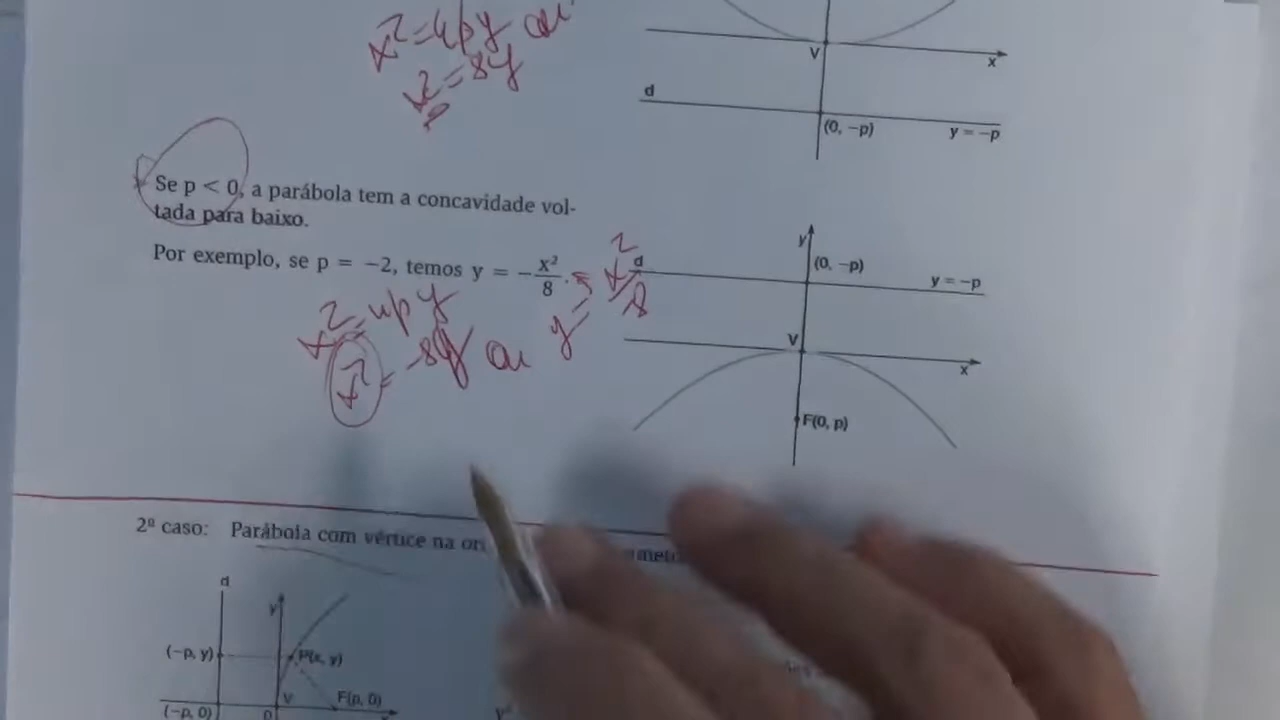 x²=4py ou
x²=8y
V
x
d
(0, −p)
y = −p
Se p < 0, a parábola tem a concavidade vol-
tada para baixo.
Por exemplo, se p = −2, temos y = −x²/8.
x²=4py
x²=-8y ou y=-x²/8
y
d
(0, −p)
y = −p
V
x
F(0, p)
2º caso: Parábola com vértice na
d
y
(−p, y)
P(x, y)
V
F(p, 0)
(−p, 0)
0